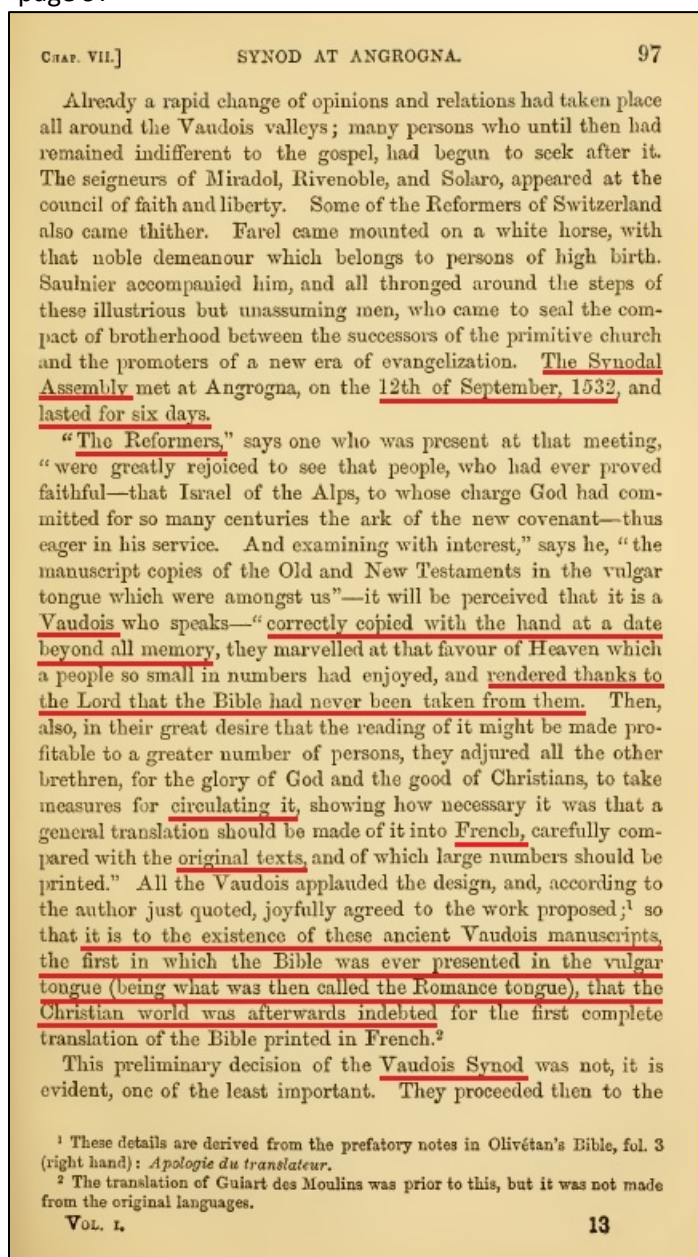 CHAP. VII.] SYNOD AT ANGROGNA. 97
Already a rapid change of opinions and relations had taken place
all around the Vaudois valleys; many persons who until then had
remained indifferent to the gospel, had begun to seek after it.
The seigneurs of Miradol, Rivenoble, and Solaro, appeared at the
council of faith and liberty. Some of the Reformers of Switzerland
also came thither. Farel came mounted on a white horse, with
that noble demeanour which belongs to persons of high birth.
Saulnier accompanied him, and all thronged around the steps of
these illustrious but unassuming men, who came to seal the com-
pact of brotherhood between the successors of the primitive church
and the promoters of a new era of evangelization. The Synodal
Assembly met at Angrogna, on the 12th of September, 1532, and
lasted for six days.
“The Reformers,” says one who was present at that meeting,
“were greatly rejoiced to see that people, who had ever proved
faithful—that Israel of the Alps, to whose charge God had com-
mitted for so many centuries the ark of the new covenant—thus
eager in his service. And examining with interest,” says he, “the
manuscript copies of the Old and New Testaments in the vulgar
tongue which were amongst us”—it will be perceived that it is a
Vaudois who speaks—“correctly copied with the hand at a date
beyond all memory, they marvelled at that favour of Heaven which
a people so small in numbers had enjoyed, and rendered thanks to
the Lord that the Bible had never been taken from them. Then,
also, in their great desire that the reading of it might be made pro-
fitable to a greater number of persons, they adjured all the other
brethren, for the glory of God and the good of Christians, to take
measures for circulating it, showing how necessary it was that a
general translation should be made of it into French, carefully com-
pared with the original texts, and of which large numbers should be
printed.” All the Vaudois applauded the design, and, according to
the author just quoted, joyfully agreed to the work proposed;¹ so
that it is to the existence of these ancient Vaudois manuscripts,
the first in which the Bible was ever presented in the vulgar
tongue (being what was then called the Romance tongue), that the
Christian world was afterwards indebted for the first complete
translation of the Bible printed in French.²
This preliminary decision of the Vaudois Synod was not, it is
evident, one of the least important. They proceeded then to the
¹ These details are derived from the prefatory notes in Olivétan's Bible, fol. 3
(right hand): Apologie du translateur.
² The translation of Guiart des Moulins was prior to this, but it was not made
from the original languages.
VOL. I. 13